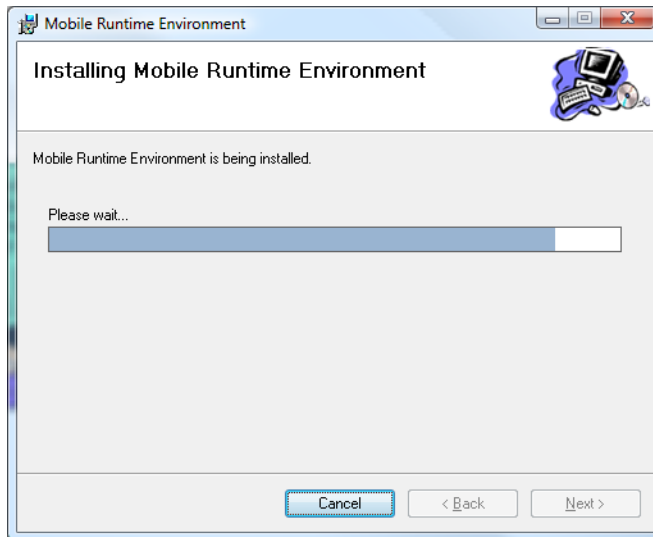 Mobile Runtime Environment
Installing Mobile Runtime Environment
Mobile Runtime Environment is being installed.
Please wait...
Cancel
< Back
Next >